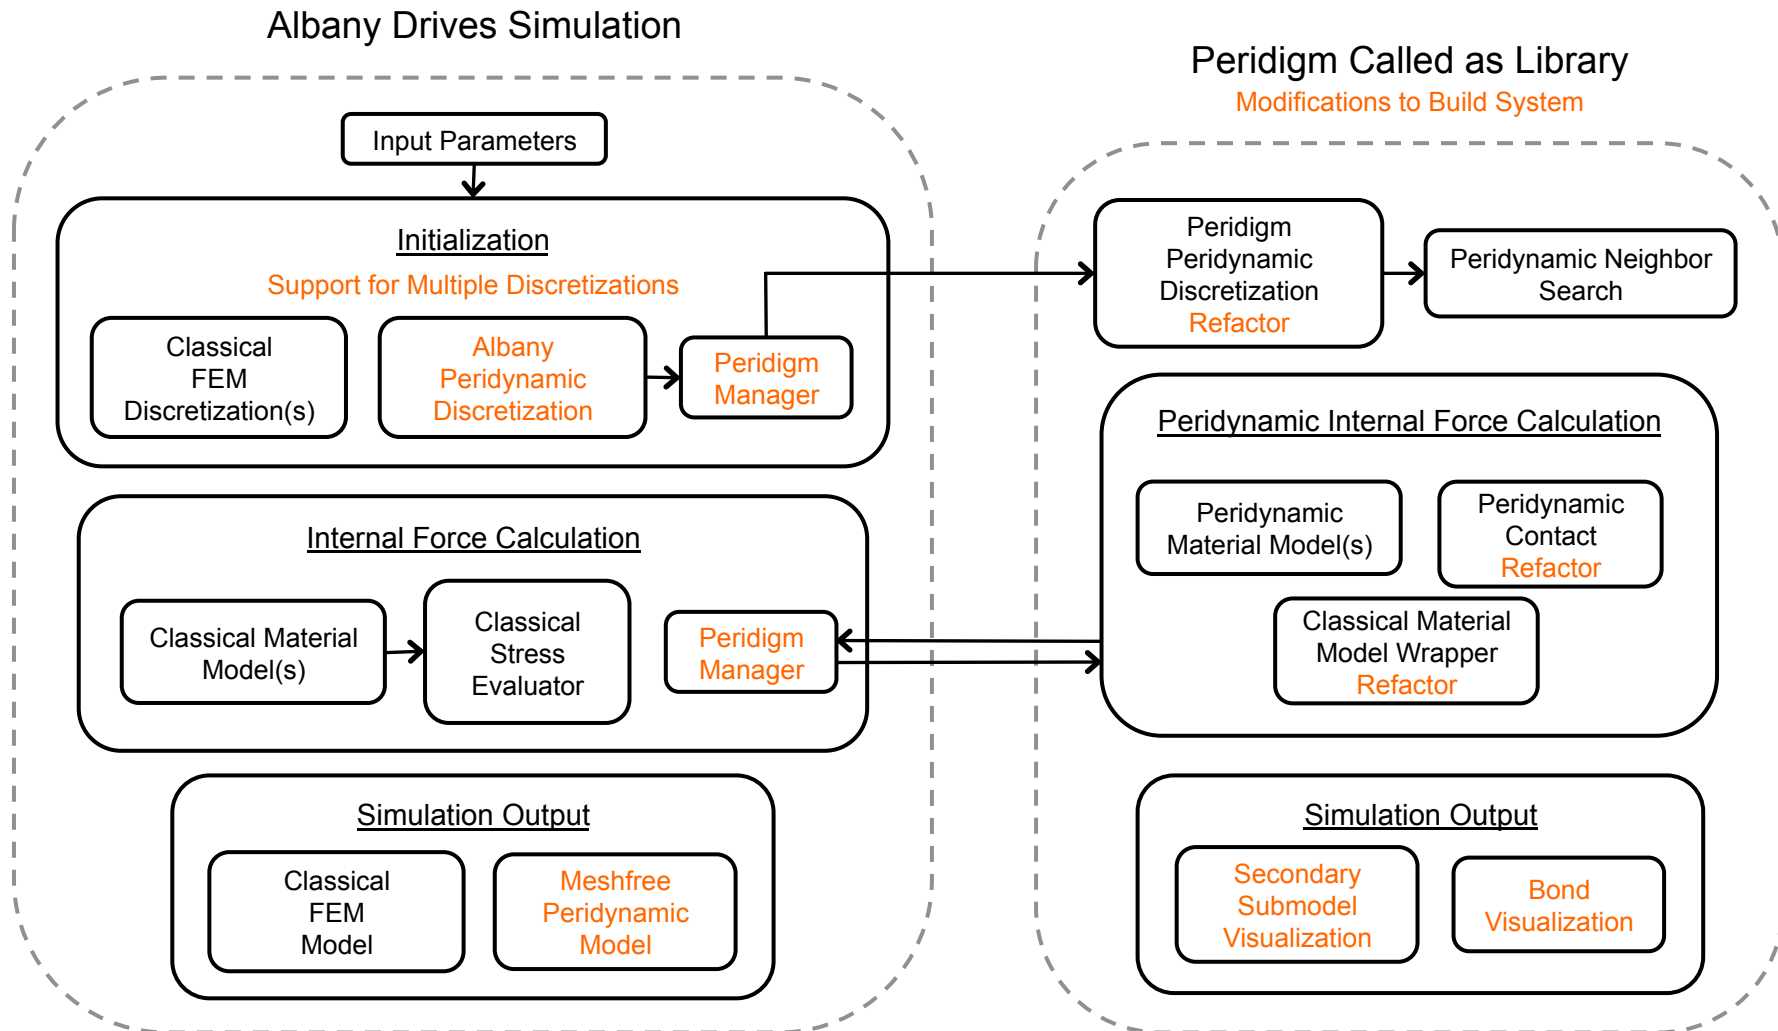 Albany Drives Simulation
Input Parameters
Initialization
Support for Multiple Discretizations
Classical
FEM
Discretization(s)
Albany
Peridynamic
Discretization
Peridigm
Manager
Internal Force Calculation
Classical Material
Model(s)
Classical
Stress
Evaluator
Peridigm
Manager
Simulation Output
Classical
FEM
Model
Meshfree
Peridynamic
Model
Peridigm Called as Library
Modifications to Build System
Peridigm
Peridynamic
Discretization
Refactor
Peridynamic Neighbor
Search
Peridynamic Internal Force Calculation
Peridynamic
Material Model(s)
Peridynamic
Contact
Refactor
Classical Material
Model Wrapper
Refactor
Simulation Output
Secondary
Submodel
Visualization
Bond
Visualization